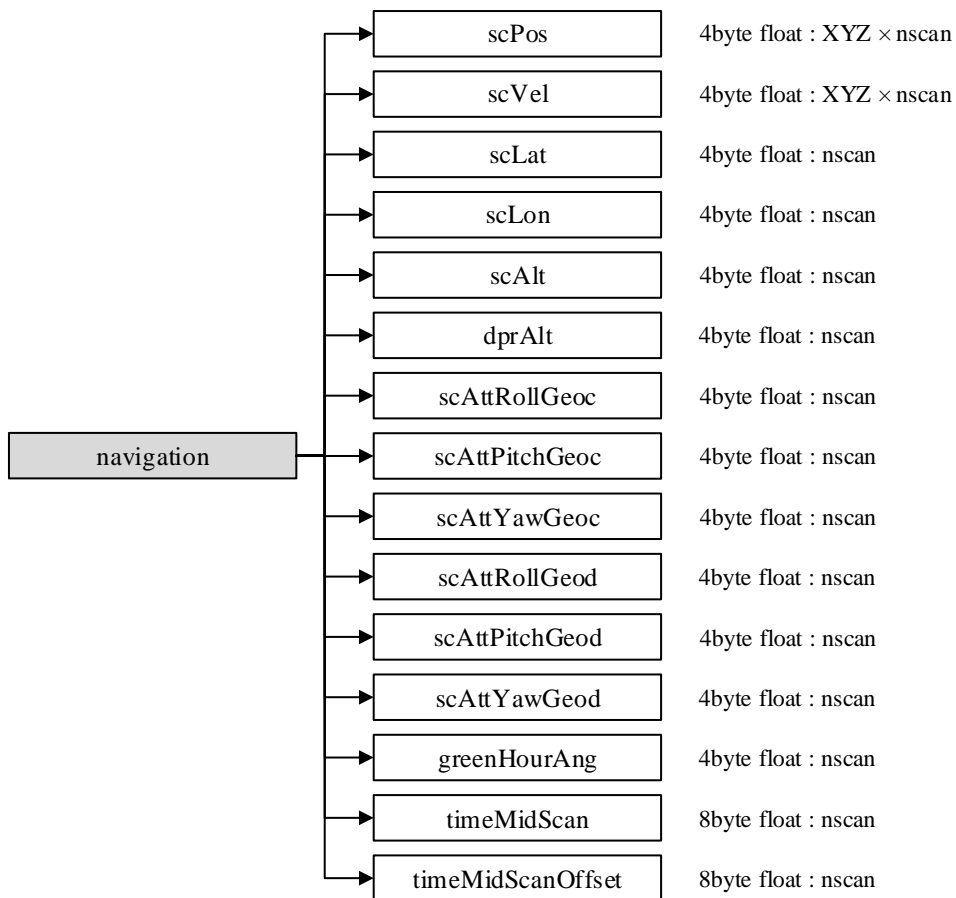 scPos 4byte float : XYZ × nscan
scVel 4byte float : XYZ × nscan
scLat 4byte float : nscan
scLon 4byte float : nscan
scAlt 4byte float : nscan
dprAlt 4byte float : nscan
scAttRollGeoc 4byte float : nscan
navigation scAttPitchGeoc 4byte float : nscan
scAttYawGeoc 4byte float : nscan
scAttRollGeod 4byte float : nscan
scAttPitchGeod 4byte float : nscan
scAttYawGeod 4byte float : nscan
greenHourAng 4byte float : nscan
timeMidScan 8byte float : nscan
timeMidScanOffset 8byte float : nscan